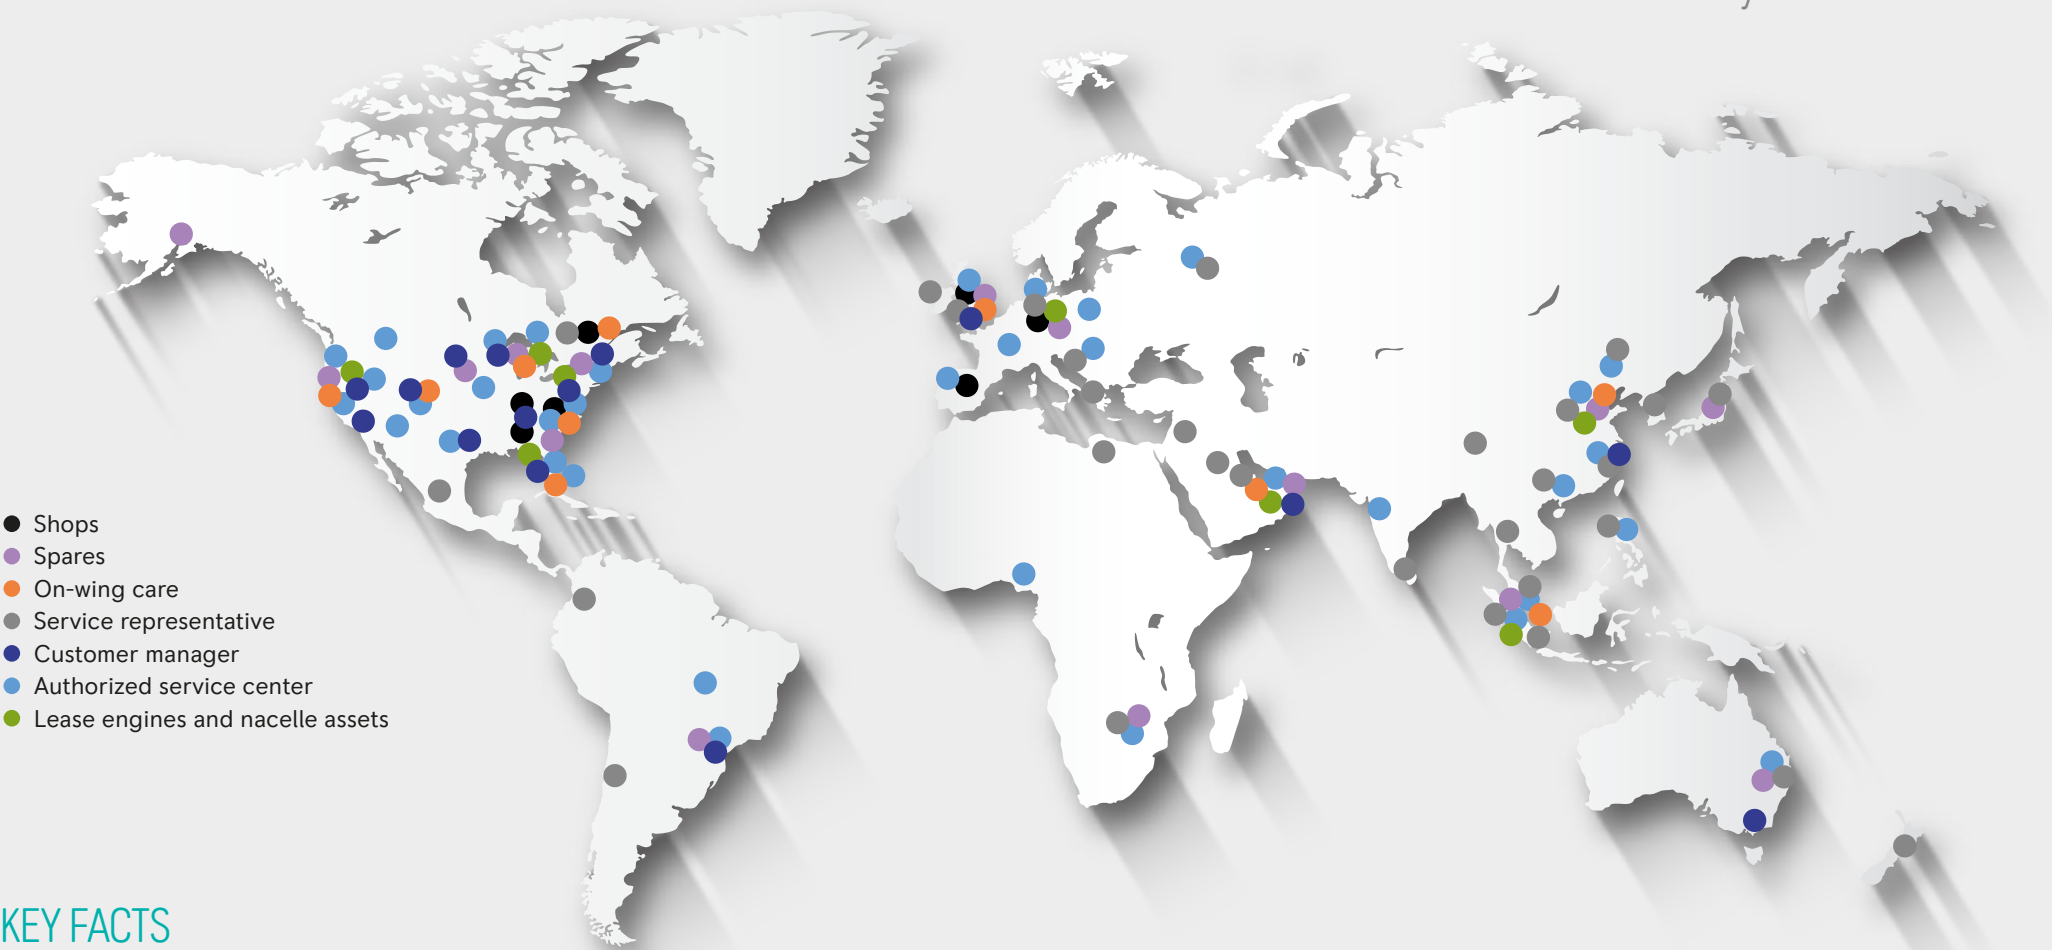 Shops
Spares
On-wing care
Service representative
Customer manager
Authorized service center
Lease engines and nacelle assets
KEY FACTS